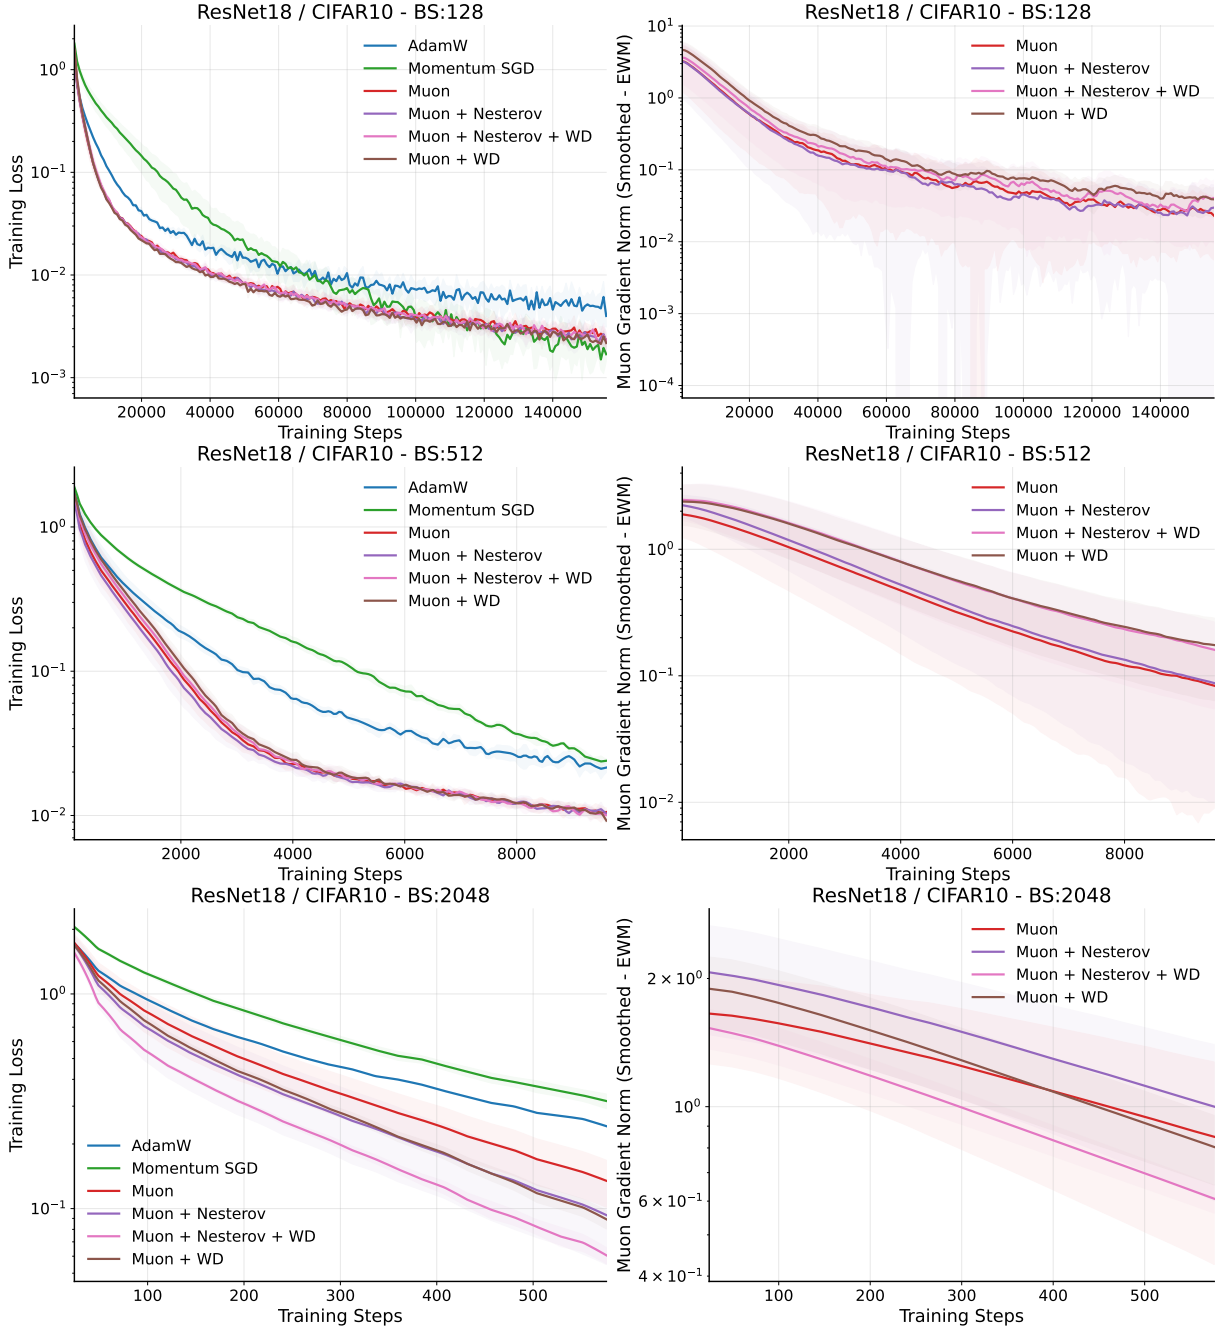 ResNet18 / CIFAR10 - BS:128
Training Loss
10⁰
10⁻¹
10⁻²
10⁻³
AdamW
Momentum SGD
Muon
Muon + Nesterov
Muon + Nesterov + WD
Muon + WD
20000 40000 60000 80000 100000 120000 140000
Training Steps
ResNet18 / CIFAR10 - BS:128
Muon Gradient Norm (Smoothed - EWM)
10¹
10⁰
10⁻¹
10⁻²
10⁻³
10⁻⁴
Muon
Muon + Nesterov
Muon + Nesterov + WD
Muon + WD
20000 40000 60000 80000 100000 120000 140000
Training Steps
ResNet18 / CIFAR10 - BS:512
Training Loss
10⁰
10⁻¹
10⁻²
AdamW
Momentum SGD
Muon
Muon + Nesterov
Muon + Nesterov + WD
Muon + WD
2000 4000 6000 8000
Training Steps
ResNet18 / CIFAR10 - BS:512
Muon Gradient Norm (Smoothed - EWM)
10⁰
10⁻¹
10⁻²
Muon
Muon + Nesterov
Muon + Nesterov + WD
Muon + WD
2000 4000 6000 8000
Training Steps
ResNet18 / CIFAR10 - BS:2048
Training Loss
10⁰
10⁻¹
AdamW
Momentum SGD
Muon
Muon + Nesterov
Muon + Nesterov + WD
Muon + WD
100 200 300 400 500
Training Steps
ResNet18 / CIFAR10 - BS:2048
Muon Gradient Norm (Smoothed - EWM)
2 × 10⁰
10⁰
6 × 10⁻¹
4 × 10⁻¹
Muon
Muon + Nesterov
Muon + Nesterov + WD
Muon + WD
100 200 300 400 500
Training Steps